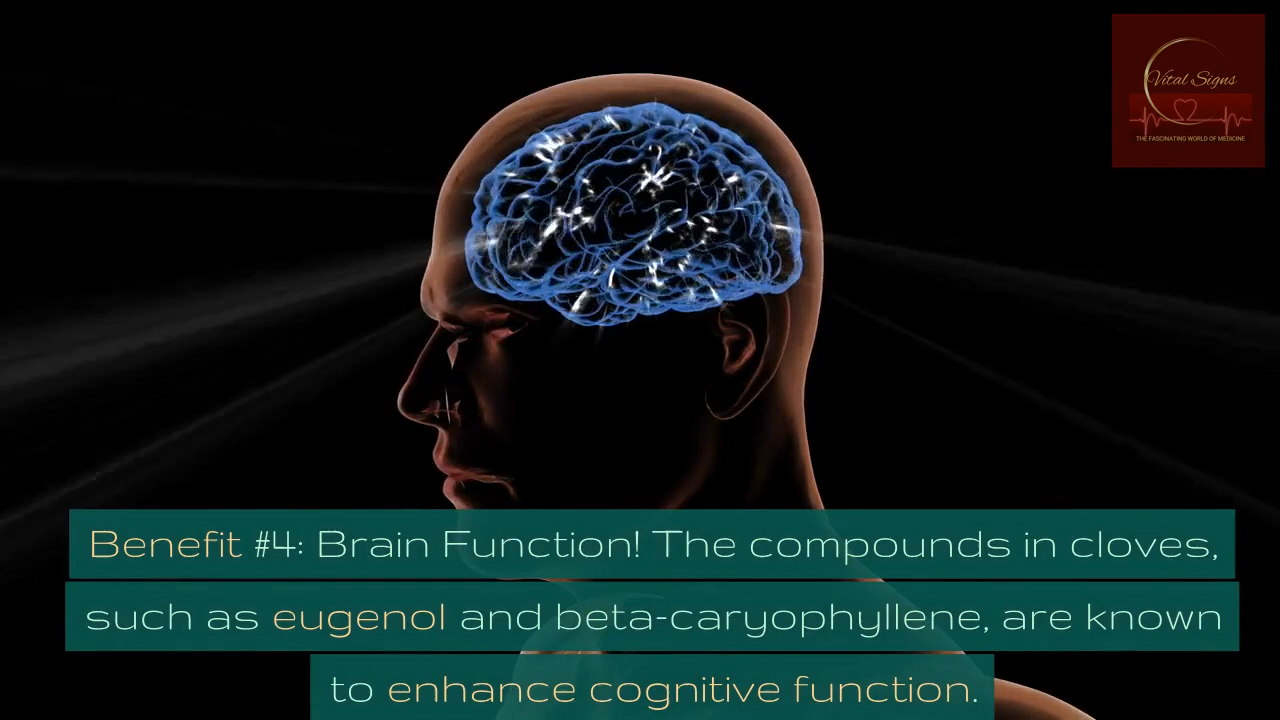 Vital Signs
THE FASCINATING WORLD OF MEDICINE
Benefit #4: Brain Function! The compounds in cloves,
such as eugenol and beta-caryophyllene, are known
to enhance cognitive function.